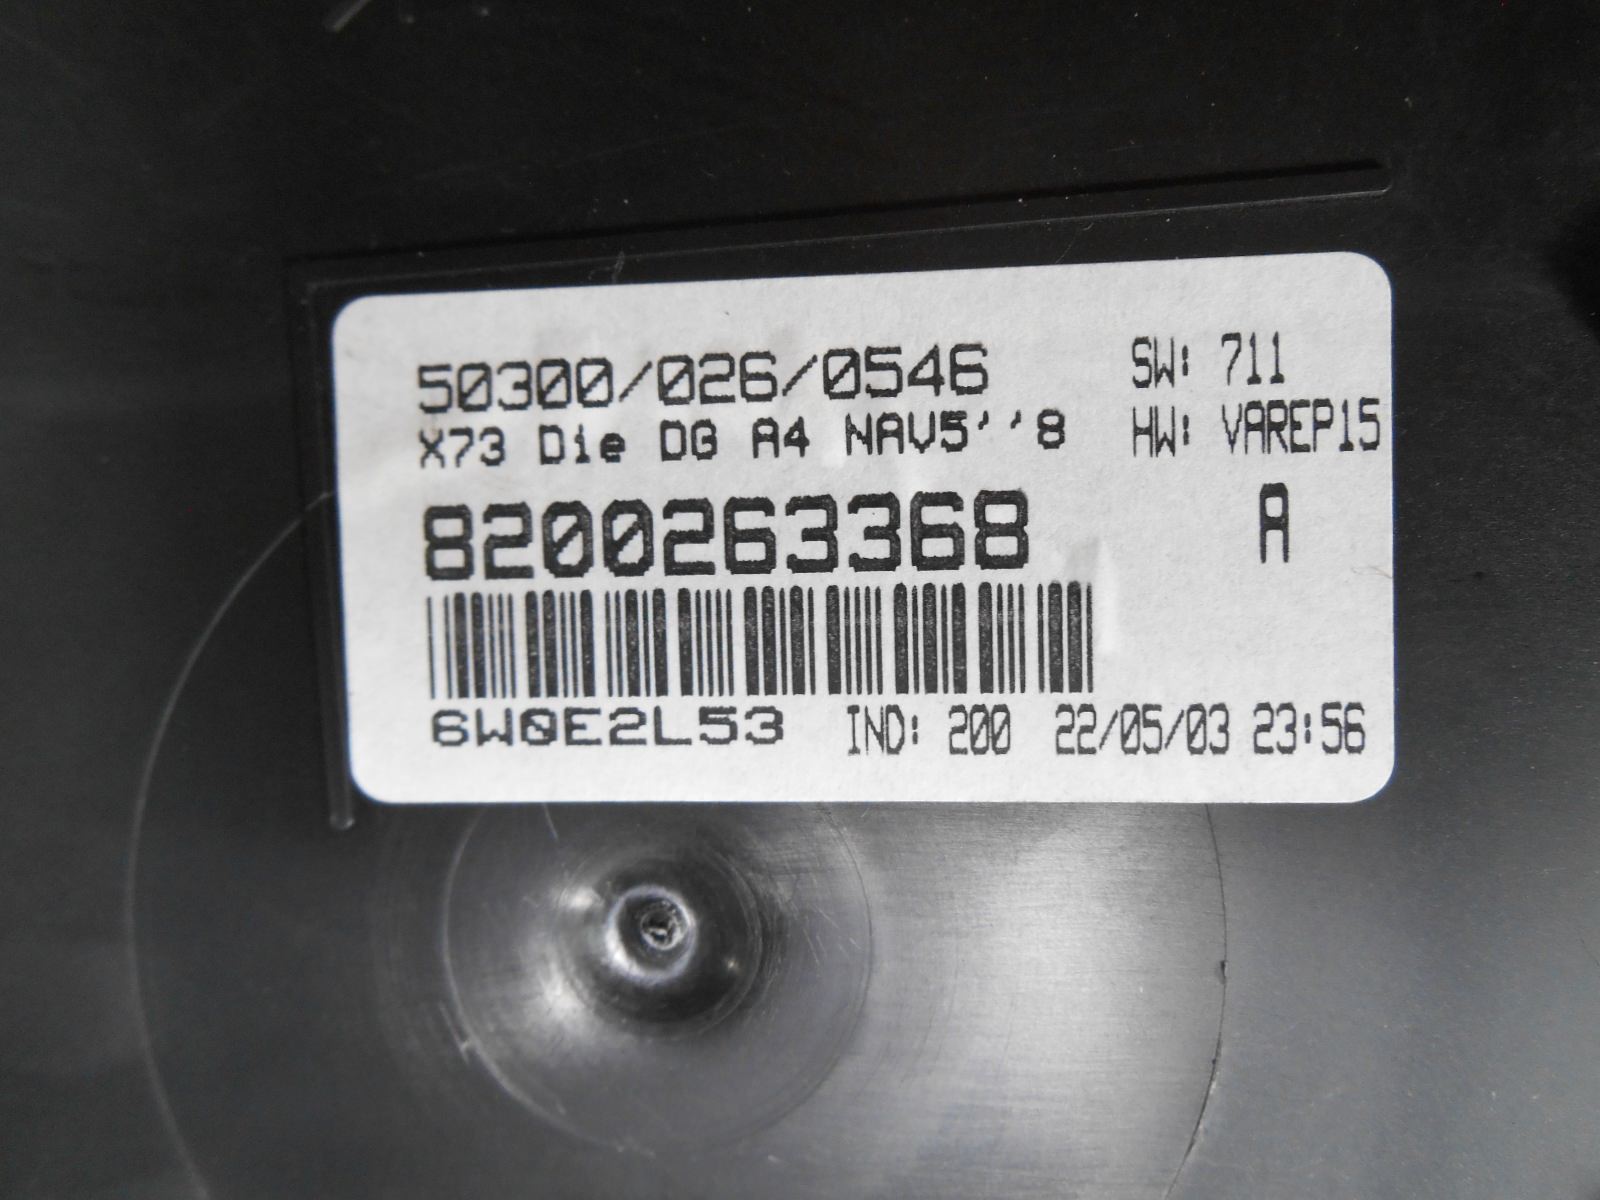 50300/026/0546 SW: 711
X73 Die DG A4 NAV5''8 HW: VAREP15
8200263368 A
6W0E2L53 IND: 200 22/05/03 23:56